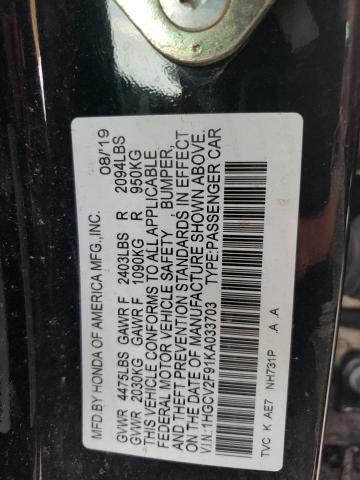 MFD.BY HONDA OF AMERICA MFG.,INC. 08/'19
GVWR 4475LBS GAWR F 2403LBS R 2094LBS
GVWR 2030KG GAWR F 1090KG R 950KG
THIS VEHICLE CONFORMS TO ALL APPLICABLE
FEDERAL MOTOR VEHICLE SAFETY BUMPER,
AND THEFT PREVENTION STANDARDS IN EFFECT
ON THE DATE OF MANUFACTURE SHOWN ABOVE.
V.I.N.:1HGCV2F91KA033703 TYPE:PASSENGER CAR
TVC K AE7 NH731P A .A